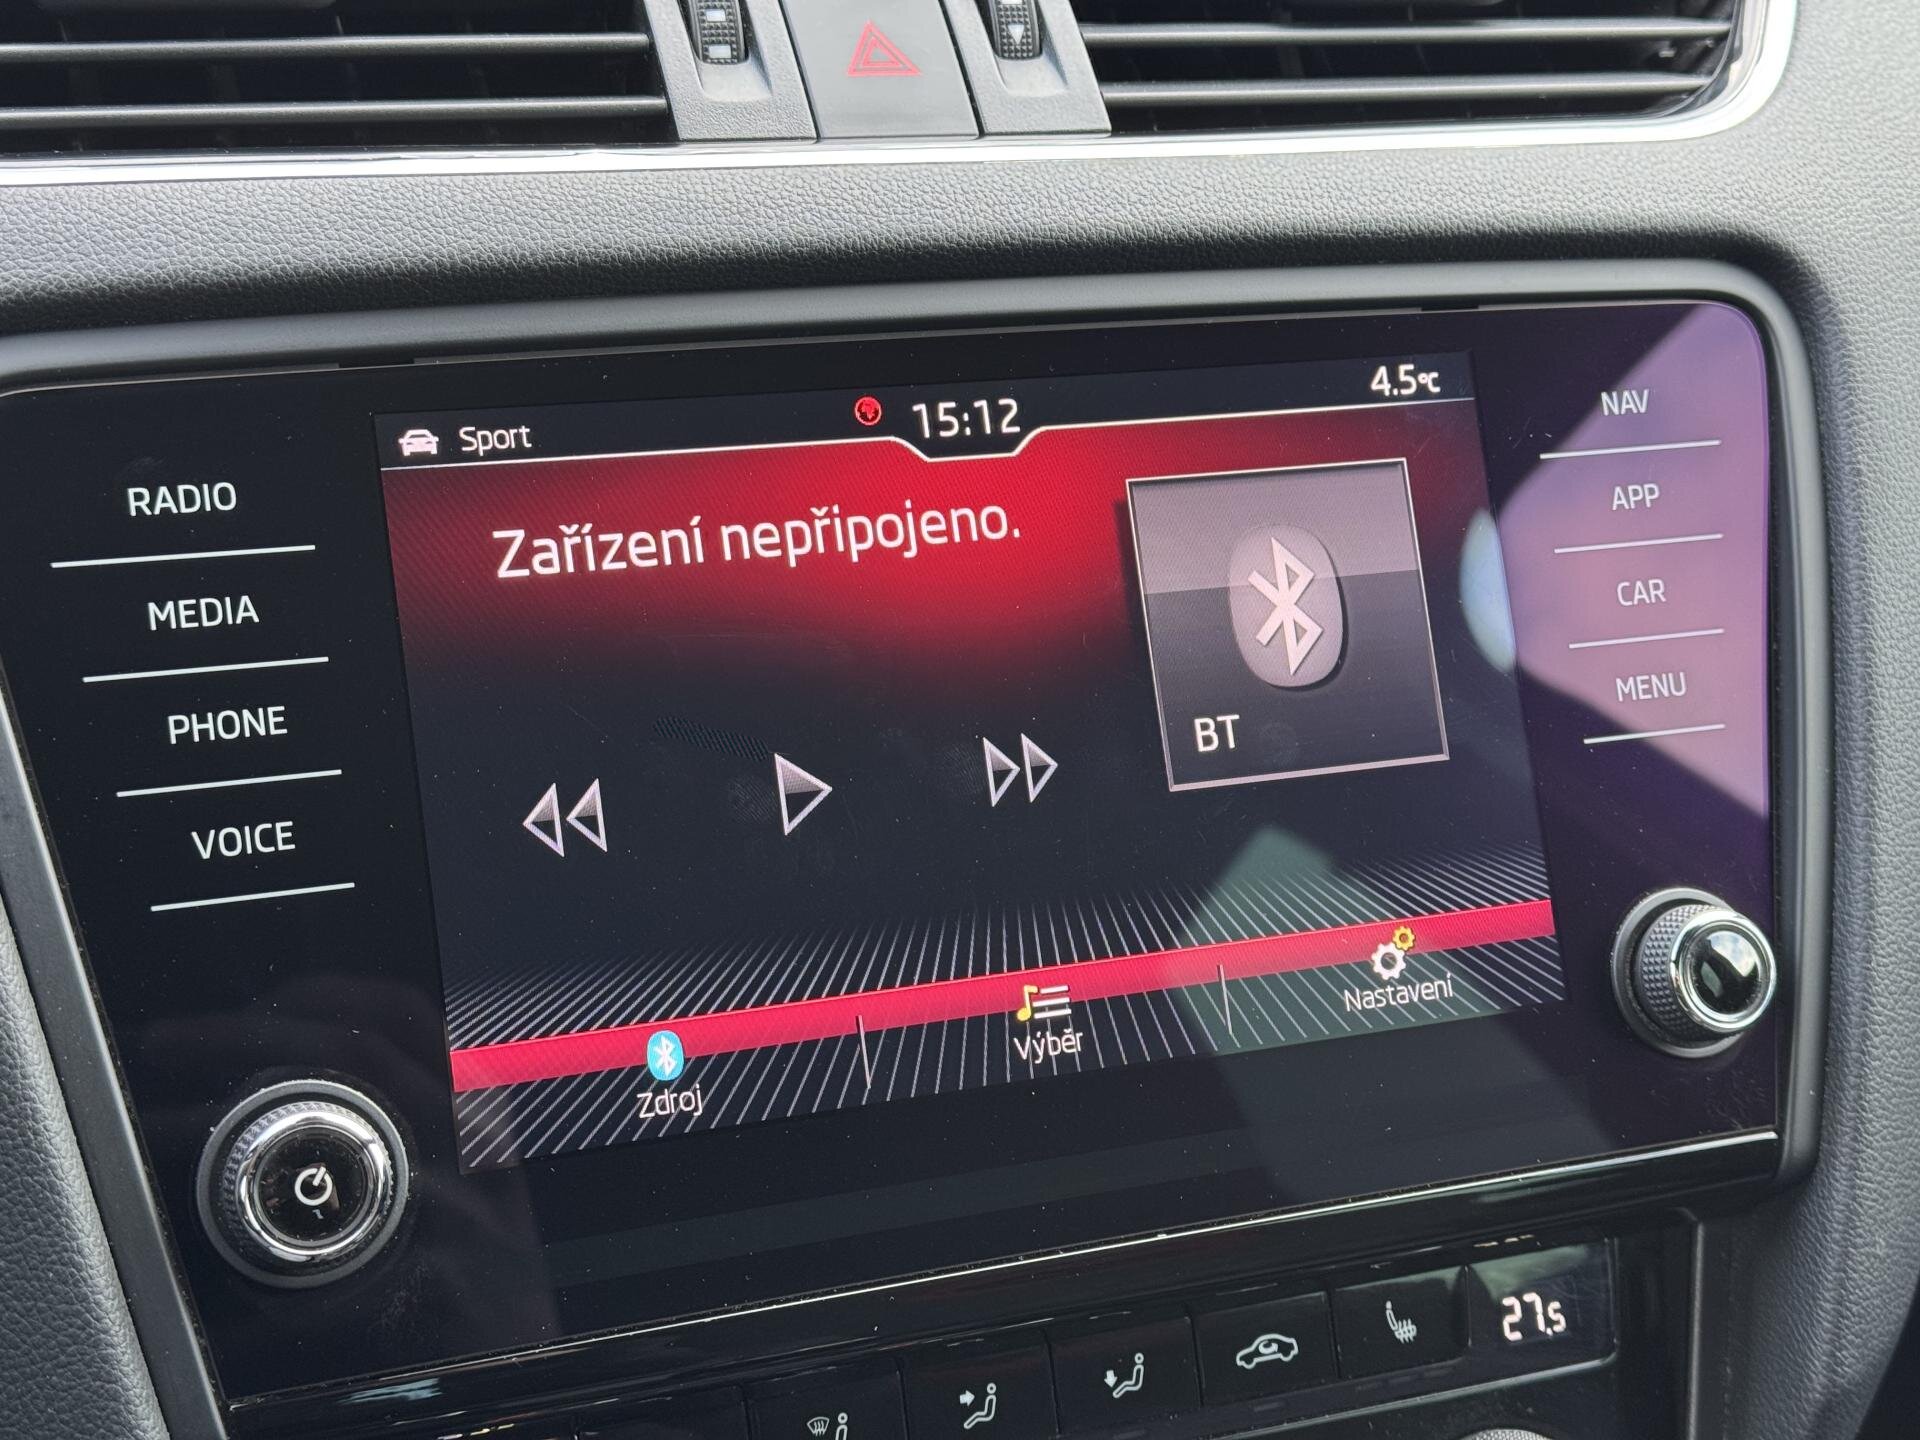 Sport
15:12
4.5°C
RADIO
MEDIA
PHONE
VOICE
Zařízení nepřipojeno.
BT
NAV
APP
CAR
MENU
Zdroj
Výběr
Nastavení
27.5